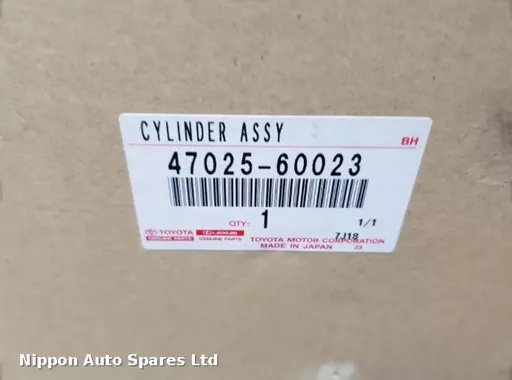 CYLINDER ASSY
BH
47025-60023
QTY: 1 1/1
7J18
TOYOTA LEXUS
GENUINE PARTS GENUINE PARTS TOYOTA MOTOR CORPORATION
MADE IN JAPAN 23
Nippon Auto Spares Ltd